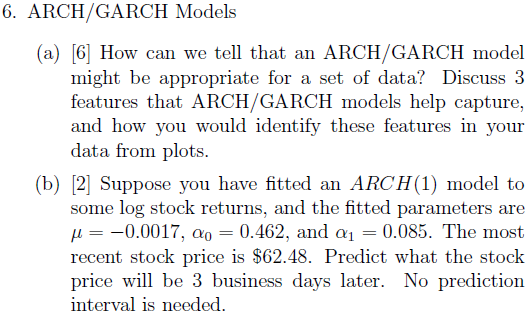 6. ARCH/GARCH Models
(a) [6] How can we tell that an ARCH/GARCH model
might be appropriate for a set of data? Discuss 3
features that ARCH/GARCH models help capture,
and how you would identify these features in your
data from plots.
(b) [2] Suppose you have fitted an ARCH(1) model to
some log stock returns, and the fitted parameters are
μ = −0.0017, α₀ = 0.462, and α₁ = 0.085. The most
recent stock price is $62.48. Predict what the stock
price will be 3 business days later. No prediction
interval is needed.